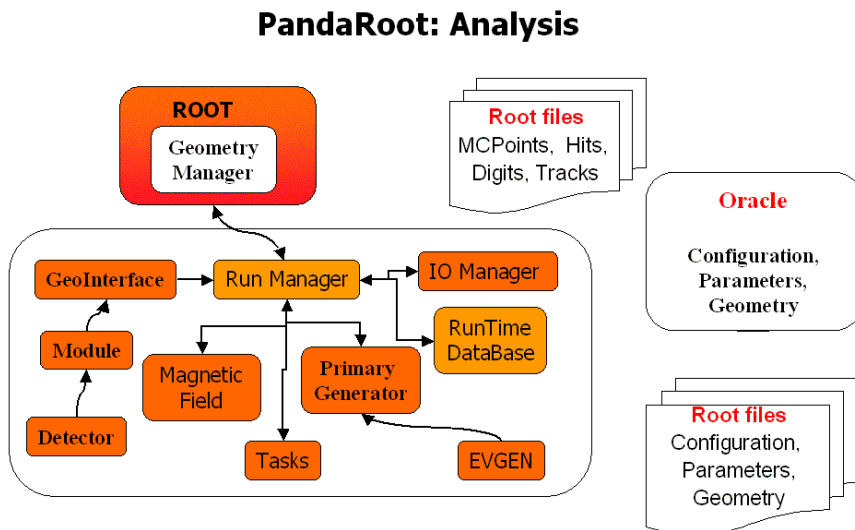 PandaRoot: Analysis
ROOT
Geometry
Manager
Root files
MCPoints, Hits,
Digits, Tracks
Oracle
Configuration,
Parameters,
Geometry
GeoInterface
Run Manager
IO Manager
RunTime
DataBase
Module
Magnetic
Field
Primary
Generator
Detector
Tasks
EVGEN
Root files
Configuration,
Parameters,
Geometry